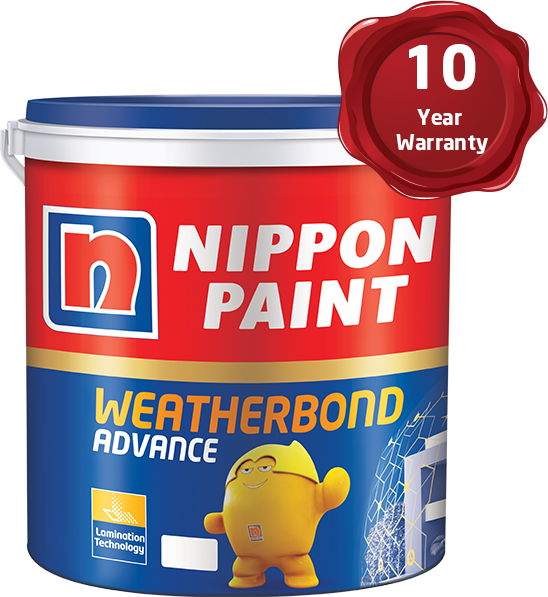 10
Year
Warranty
n
NIPPON
PAINT
WEATHERBOND
ADVANCE
Lamination
Technology